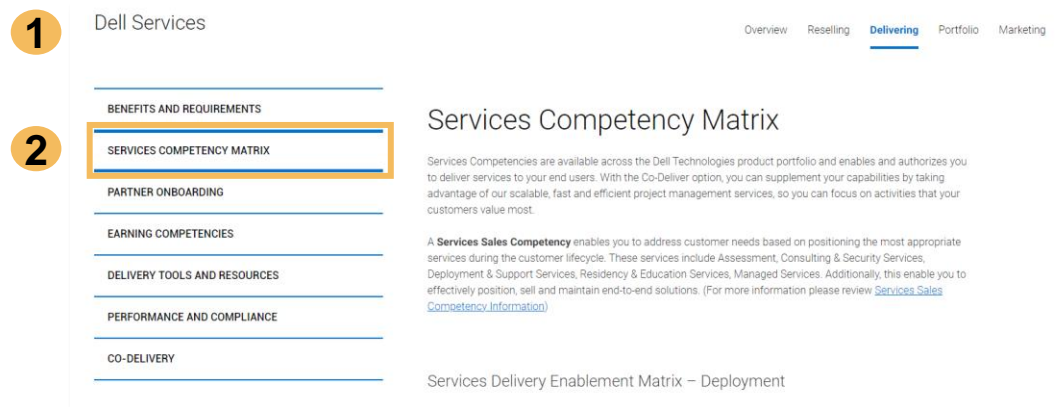 1
Dell Services
Overview Reselling Delivering Portfolio Marketing
BENEFITS AND REQUIREMENTS
2
SERVICES COMPETENCY MATRIX
PARTNER ONBOARDING
EARNING COMPETENCIES
DELIVERY TOOLS AND RESOURCES
PERFORMANCE AND COMPLIANCE
CO-DELIVERY
Services Competency Matrix
Services Competencies are available across the Dell Technologies product portfolio and enables and authorizes you
to deliver services to your end users. With the Co-Deliver option, you can supplement your capabilities by taking
advantage of our scalable, fast and efficient project management services, so you can focus on activities that your
customers value most.
A Services Sales Competency enables you to address customer needs based on positioning the most appropriate
services during the customer lifecycle. These services include Assessment, Consulting & Security Services,
Deployment & Support Services, Residency & Education Services, Managed Services. Additionally, this enable you to
effectively position, sell and maintain end-to-end solutions. (For more information please review Services Sales
Competency Information)
Services Delivery Enablement Matrix – Deployment